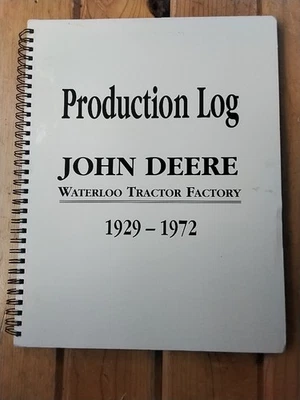 Production Log
JOHN DEERE
WATERLOO TRACTOR FACTORY
1929 – 1972